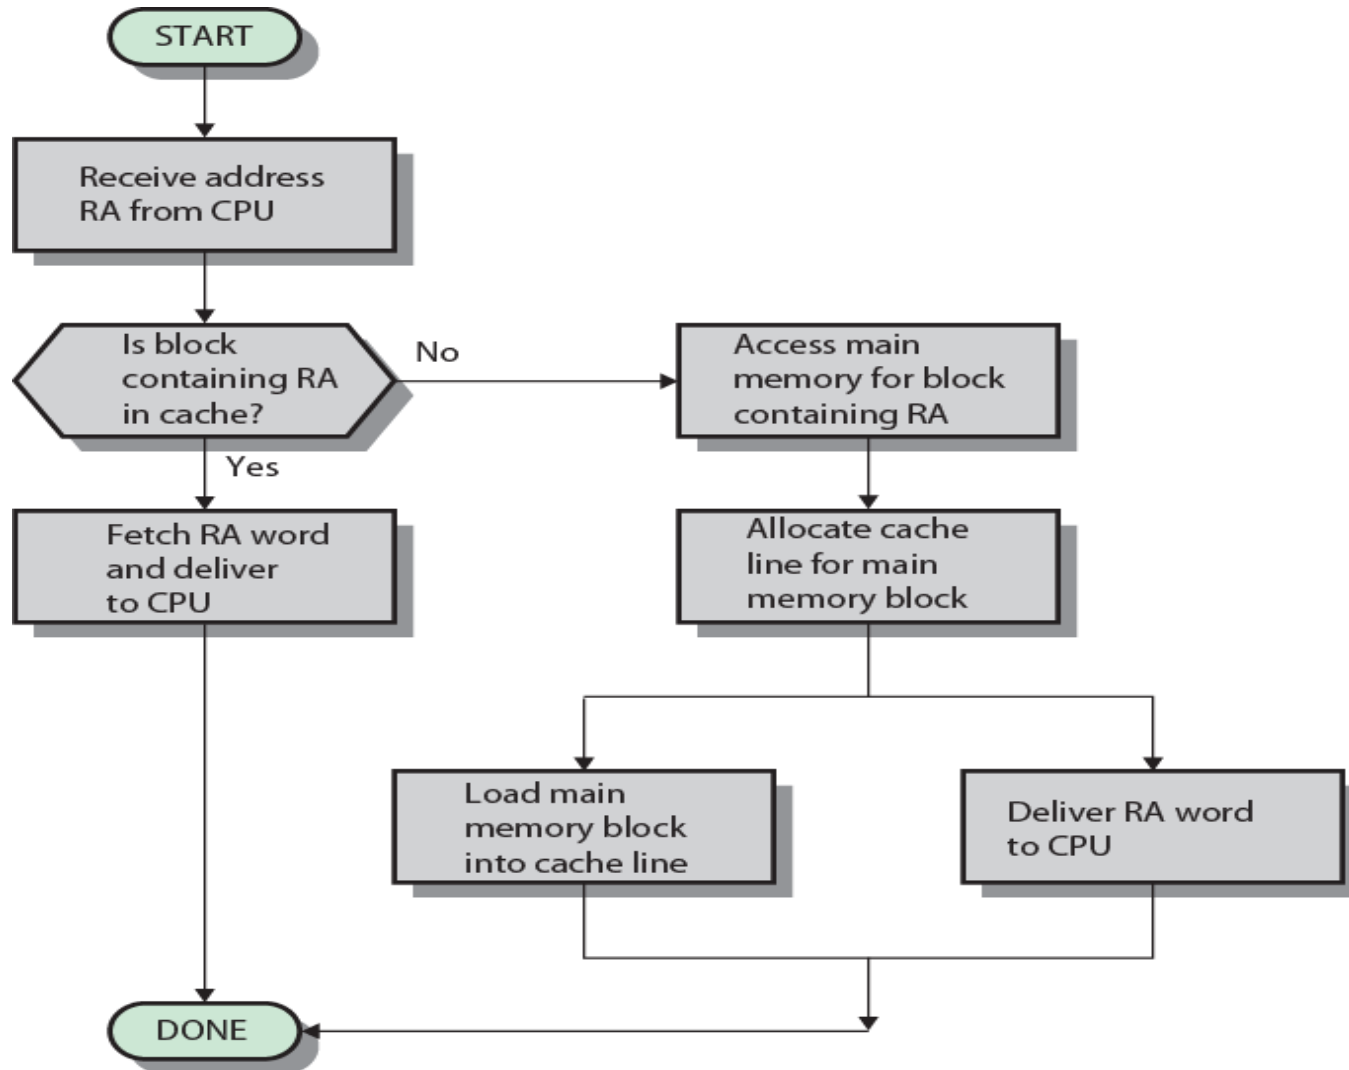 START
Receive address
RA from CPU
Is block
containing RA
in cache?
No
Access main
memory for block
containing RA
Yes
Fetch RA word
and deliver
to CPU
Allocate cache
line for main
memory block
Load main
memory block
into cache line
Deliver RA word
to CPU
DONE